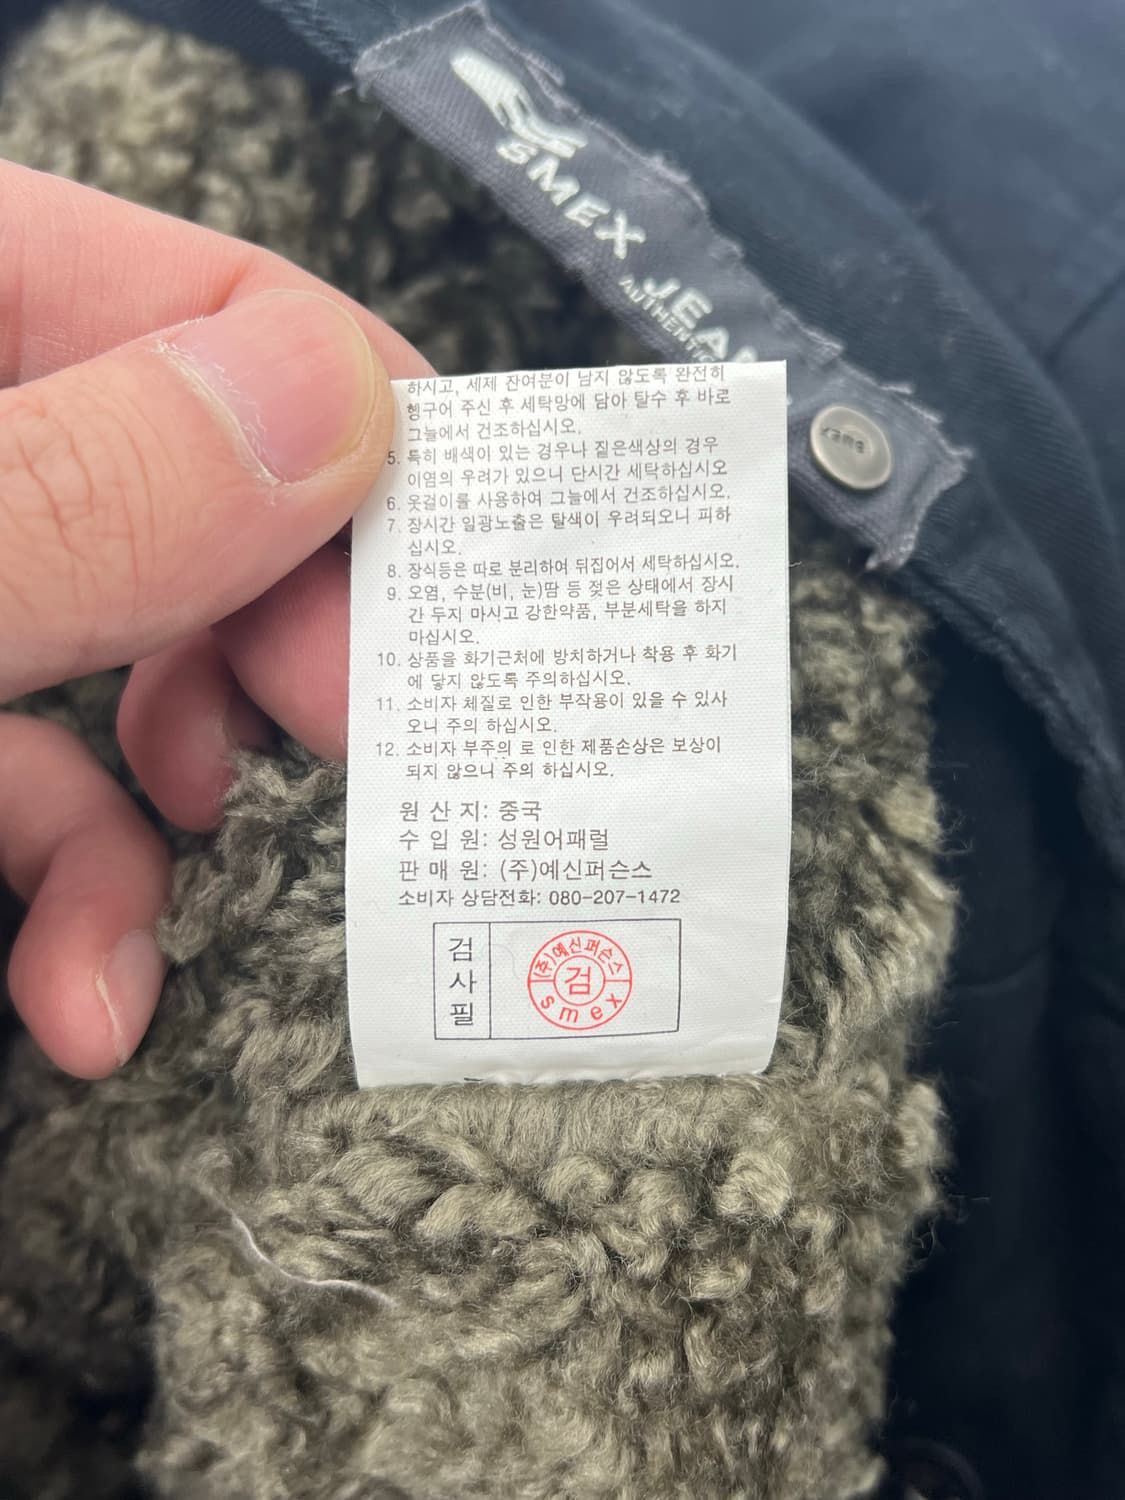 SMEX JEA
AUTHENTIC
하시고, 세제 잔여분이 남지 않도록 완전히
헹구어 주신 후 세탁망에 담아 탈수 후 바로
그늘에서 건조하십시오.
5. 특히 배색이 있는 경우나 짙은색상의 경우
이염의 우려가 있으니 단시간 세탁하십시오
6. 옷걸이를 사용하여 그늘에서 건조하십시오.
7. 장시간 일광노출은 탈색이 우려되오니 피하
십시오.
8. 장식등은 따로 분리하여 뒤집어서 세탁하십시오.
9. 오염, 수분(비, 눈)땀 등 젖은 상태에서 장시
간 두지 마시고 강한약품, 부분세탁을 하지
마십시오.
10. 상품을 화기근처에 방치하거나 착용 후 화기
에 닿지 않도록 주의하십시오.
11. 소비자 체질로 인한 부작용이 있을 수 있사
오니 주의 하십시오.
12. 소비자 부주의 로 인한 제품손상은 보상이
되지 않으니 주의 하십시오.
원 산 지: 중국
수 입 원: 성원어패럴
판 매 원: (주)예신퍼슨스
소비자 상담전화: 080-207-1472
검사필
(주)예신퍼슨스
검
smex